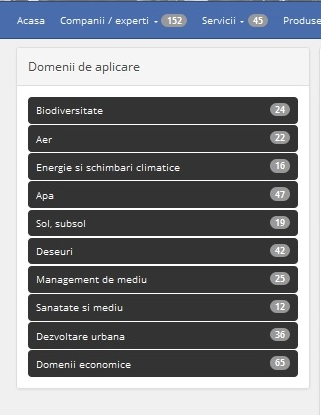 Acasa Companii / experti 152 Servicii 45 Produse
Domenii de aplicare
Biodiversitate 24
Aer 22
Energie si schimbari climatice 16
Apa 47
Sol, subsol 19
Deseuri 42
Management de mediu 25
Sanatate si mediu 12
Dezvoltare urbana 36
Domenii economice 65